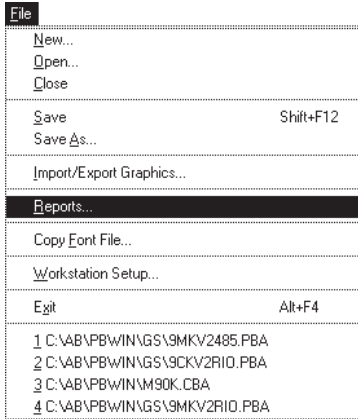 File
New...
Open...
Close
Save Shift+F12
Save As...
Import/Export Graphics...
Reports...
Copy Font File...
Workstation Setup...
Exit Alt+F4
1 C:\AB\PBWIN\GS\9MKV2485.PBA
2 C:\AB\PBWIN\GS\9CKV2RIO.PBA
3 C:\AB\PBWIN\M90K.CBA
4 C:\AB\PBWIN\GS\9MKV2RIO.PBA